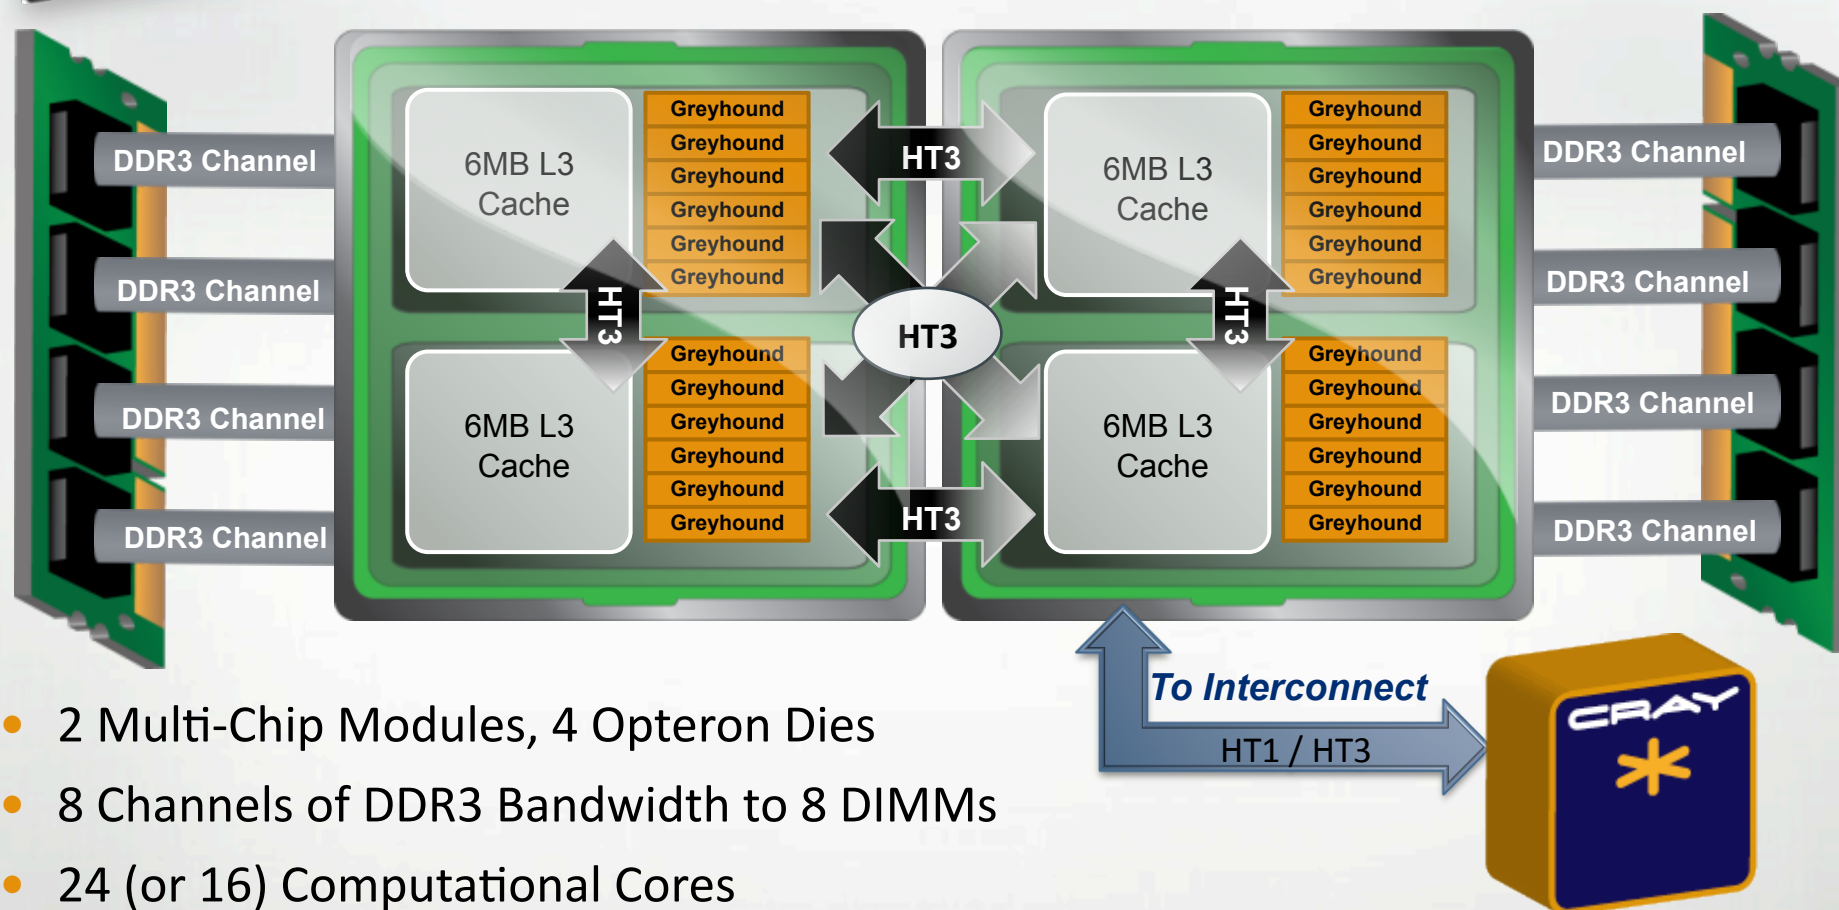 DDR3 Channel
DDR3 Channel
DDR3 Channel
DDR3 Channel
6MB L3
Cache
Greyhound
Greyhound
Greyhound
Greyhound
Greyhound
Greyhound
HT3
6MB L3
Cache
Greyhound
Greyhound
Greyhound
Greyhound
Greyhound
Greyhound
HT3
HT3
HT3
6MB L3
Cache
Greyhound
Greyhound
Greyhound
Greyhound
Greyhound
Greyhound
HT3
6MB L3
Cache
Greyhound
Greyhound
Greyhound
Greyhound
Greyhound
Greyhound
HT3
DDR3 Channel
DDR3 Channel
DDR3 Channel
DDR3 Channel
To Interconnect
HT1 / HT3
CRAY
• 2 Multi-Chip Modules, 4 Opteron Dies
• 8 Channels of DDR3 Bandwidth to 8 DIMMs
• 24 (or 16) Computational Cores